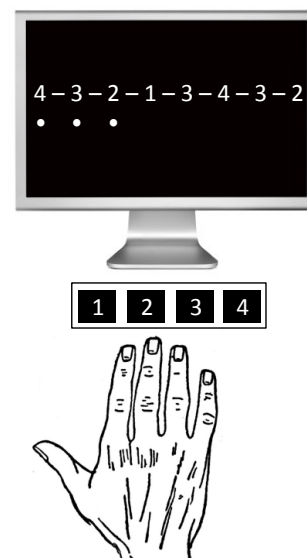 4 – 3 – 2 – 1 – 3 – 4 – 3 – 2
• • •
1 2 3 4